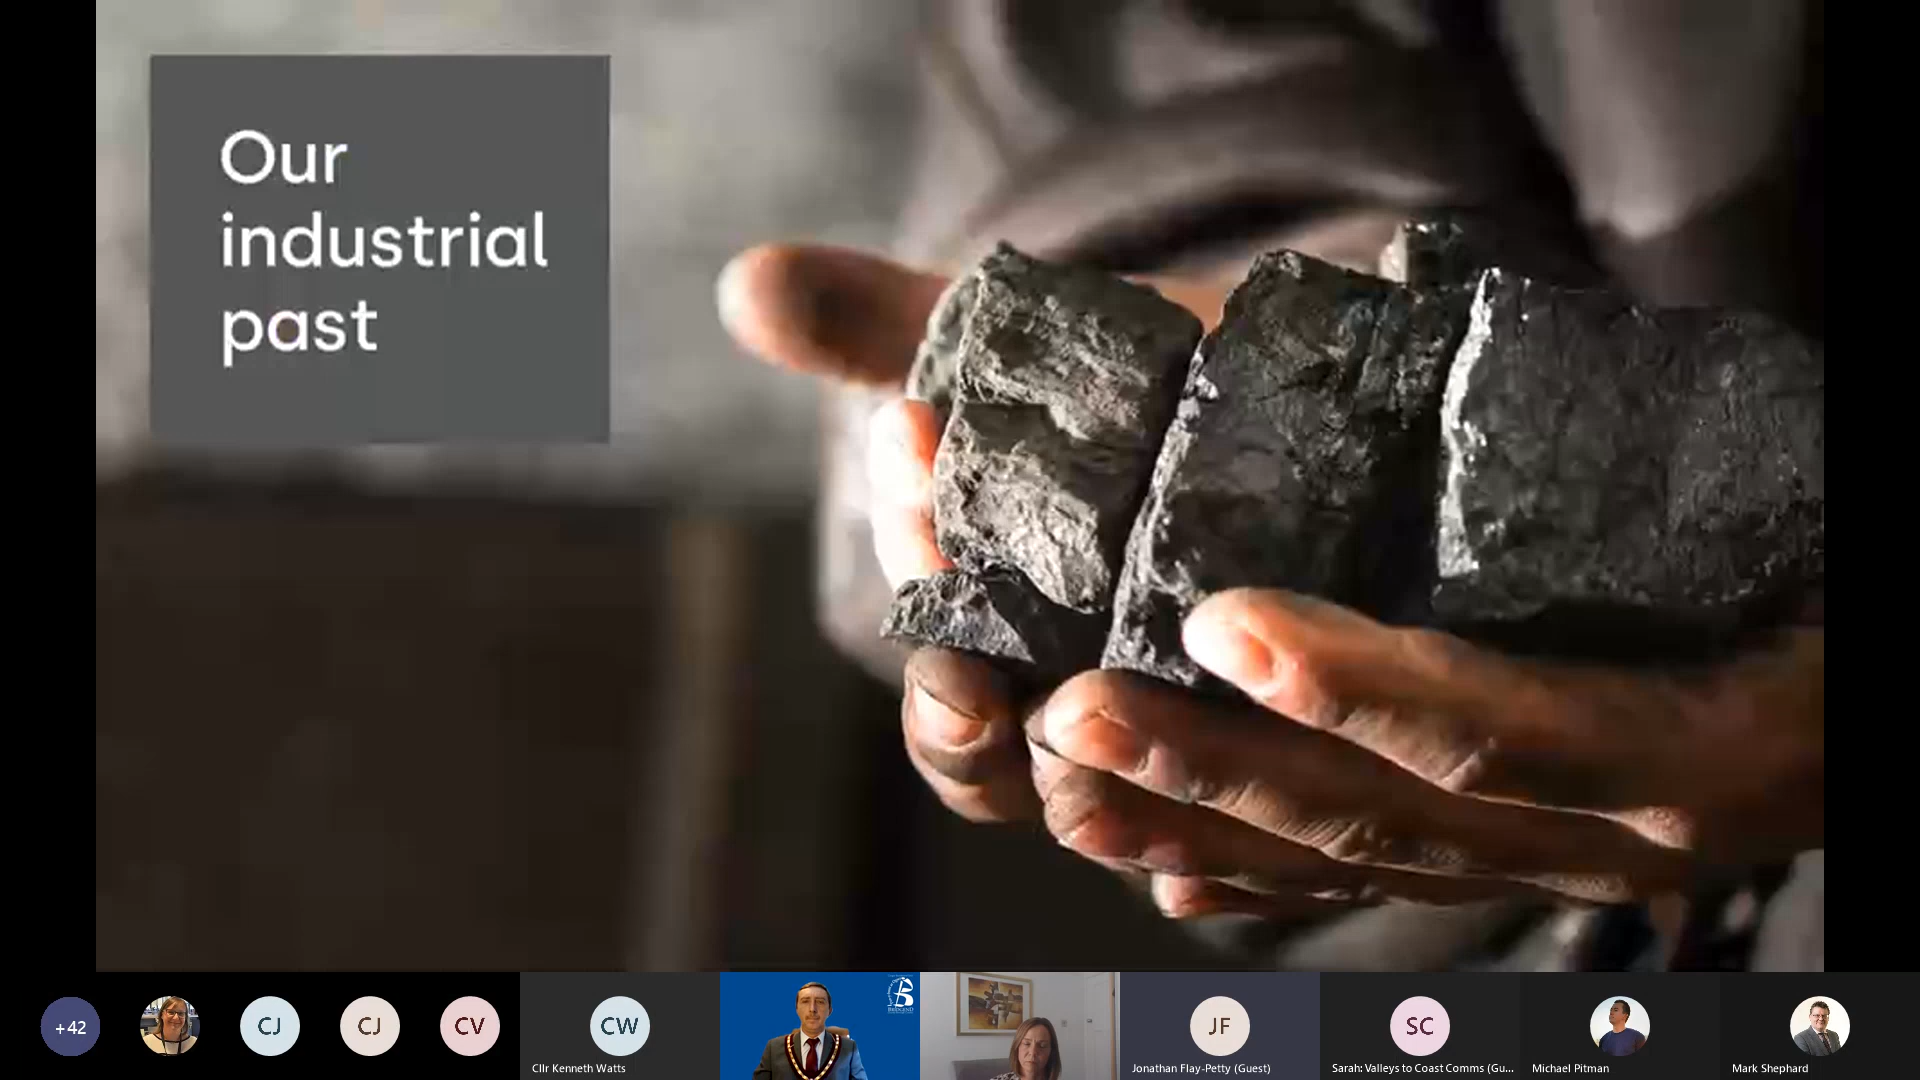 Our
industrial
past
+42
CJ
CJ
CV
CW
Cllr Kenneth Watts
BRIDGEND
JF
Jonathan Flay-Petty (Guest)
SC
Sarah: Valleys to Coast Comms (Gu...
Michael Pitman
Mark Shephard